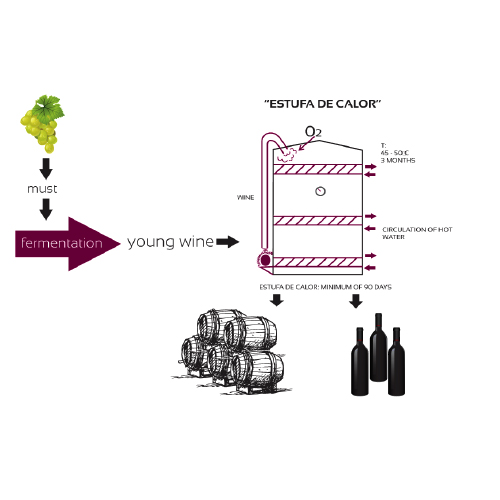 "ESTUFA DE CALOR"
O2
T:
45 - 50°C
3 MONTHS
must
WINE
fermentation
young wine
CIRCULATION OF HOT
WATER
ESTUFA DE CALOR: MINIMUM OF 90 DAYS